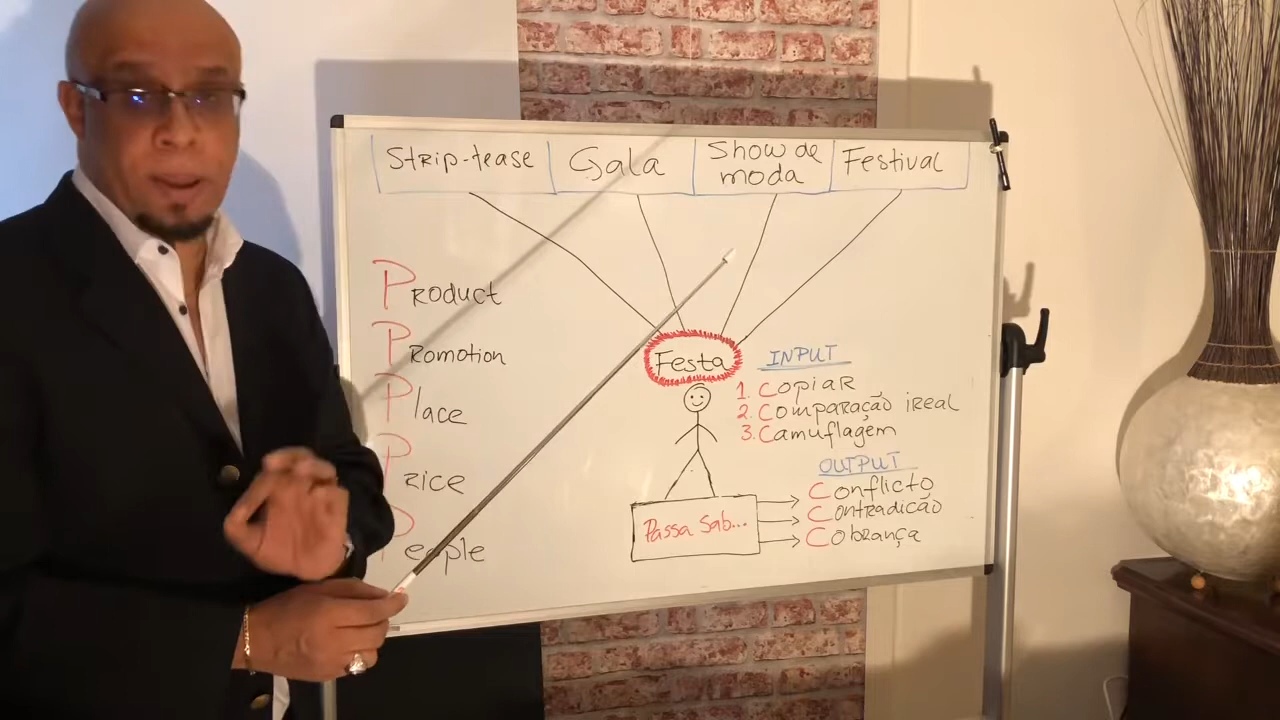 Strip-tease
Gala
Show de
moda
Festival
Product
Promotion
Place
Price
People
Festa
INPUT
1. Copiar
2. Comparação ireal
3. Camuflagem
OUTPUT
Conflicto
Contradição
Cobrança
Passa Sab...